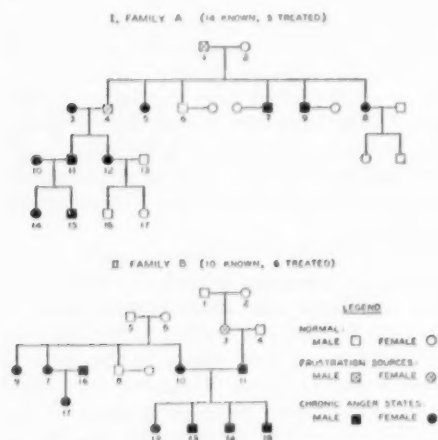 I. FAMILY A (14 KNOWN, 5 TREATED)
1 2
3 4 5 6 7 9 8
10 11 12 13
14 15 16 17
II. FAMILY B (10 KNOWN, 6 TREATED)
1 2
5 6 3 4
9 7 16 8 10 11
17 12 13 14 15
LEGEND
NORMAL:
MALE FEMALE
FRUSTRATION SOURCES:
MALE FEMALE
CHRONIC ANGER STATES:
MALE FEMALE